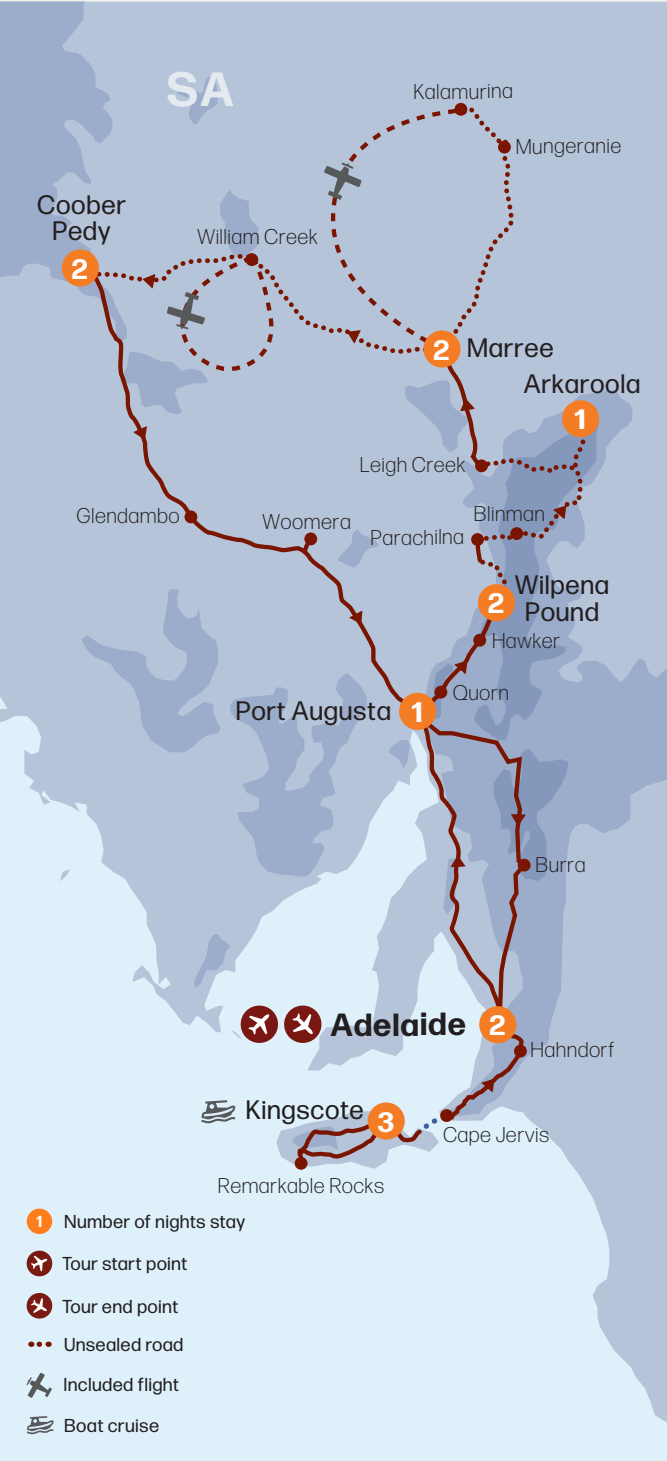 SA
Kalamurina
Mungeranie
Coober
Pedy
2
William Creek
2
Marree
Arkaroola
1
Leigh Creek
Glendambo
Woomera
Blinman
Parachilna
2
Wilpena
Pound
Hawker
Quorn
Port Augusta
1
Burra
Adelaide
2
Hahndorf
Kingscote
3
Cape Jervis
Remarkable Rocks
1
Number of nights stay
Tour start point
Tour end point
Unsealed road
Included flight
Boat cruise